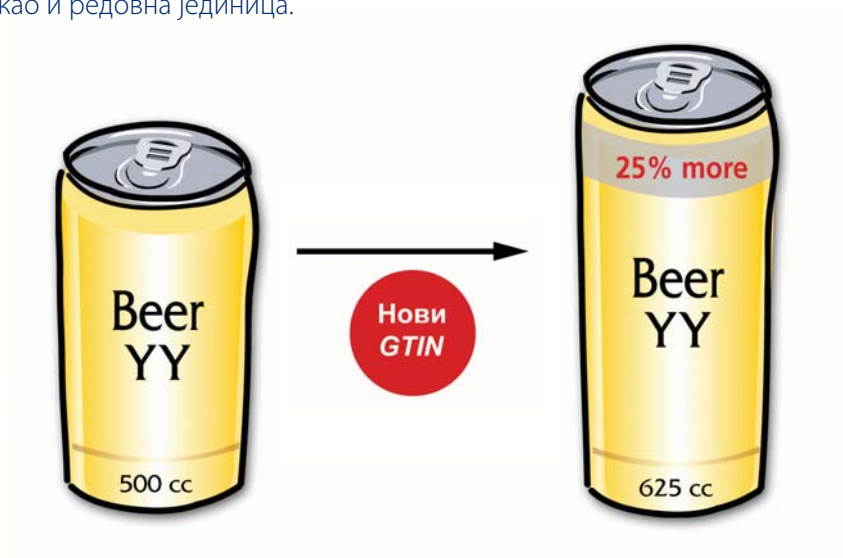 као и редовна јединица.
25% more
Beer
YY
500 cc
Нови
GTIN
Beer
YY
625 cc